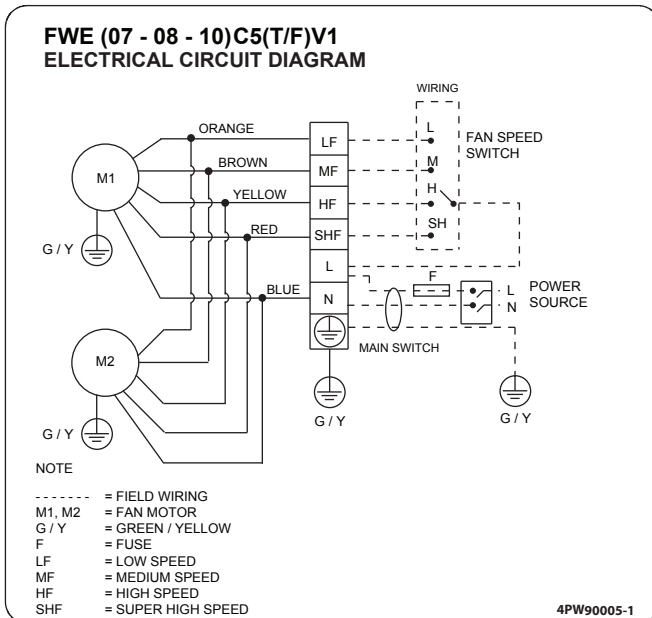 FWE (07 - 08 - 10)C5(T/F)V1
ELECTRICAL CIRCUIT DIAGRAM
WIRING
ORANGE
BROWN
YELLOW
RED
BLUE
M1
G / Y
M2
G / Y
LF
MF
HF
SHF
L
N
G / Y
L
M
H
SH
FAN SPEED
SWITCH
F
L
N
POWER
SOURCE
MAIN SWITCH
G / Y
NOTE
------- = FIELD WIRING
M1, M2 = FAN MOTOR
G / Y = GREEN / YELLOW
F = FUSE
LF = LOW SPEED
MF = MEDIUM SPEED
HF = HIGH SPEED
SHF = SUPER HIGH SPEED
4PW90005-1